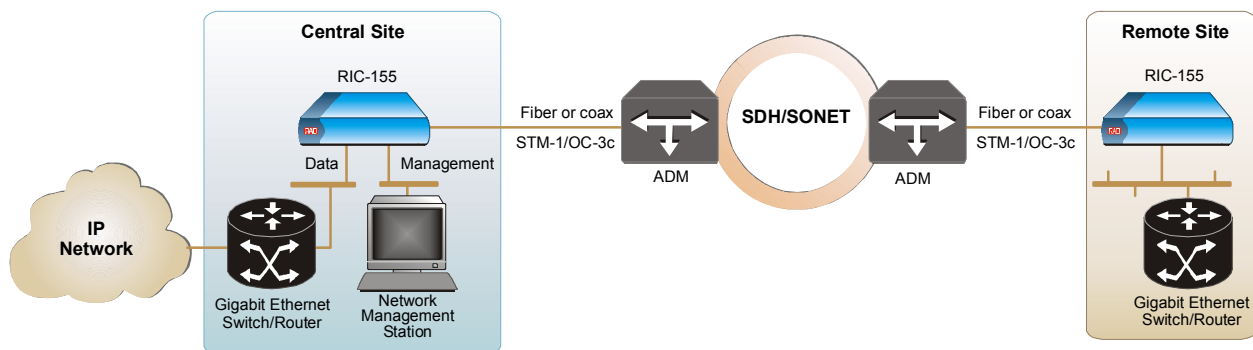 Central Site
RIC-155
RAD
Data
Management
IP
Network
Gigabit Ethernet
Switch/Router
Network
Management
Station
Fiber or coax
STM-1/OC-3c
ADM
SDH/SONET
ADM
Fiber or coax
STM-1/OC-3c
Remote Site
RIC-155
RAD
Gigabit Ethernet
Switch/Router